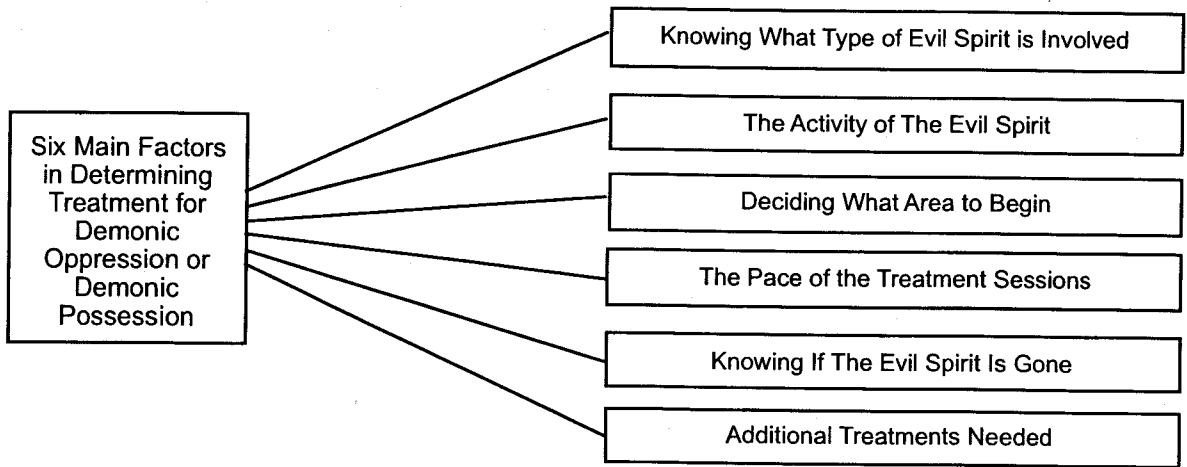 Six Main Factors
in Determining
Treatment for
Demonic
Oppression or
Demonic
Possession
Knowing What Type of Evil Spirit is Involved
The Activity of The Evil Spirit
Deciding What Area to Begin
The Pace of the Treatment Sessions
Knowing If The Evil Spirit Is Gone
Additional Treatments Needed